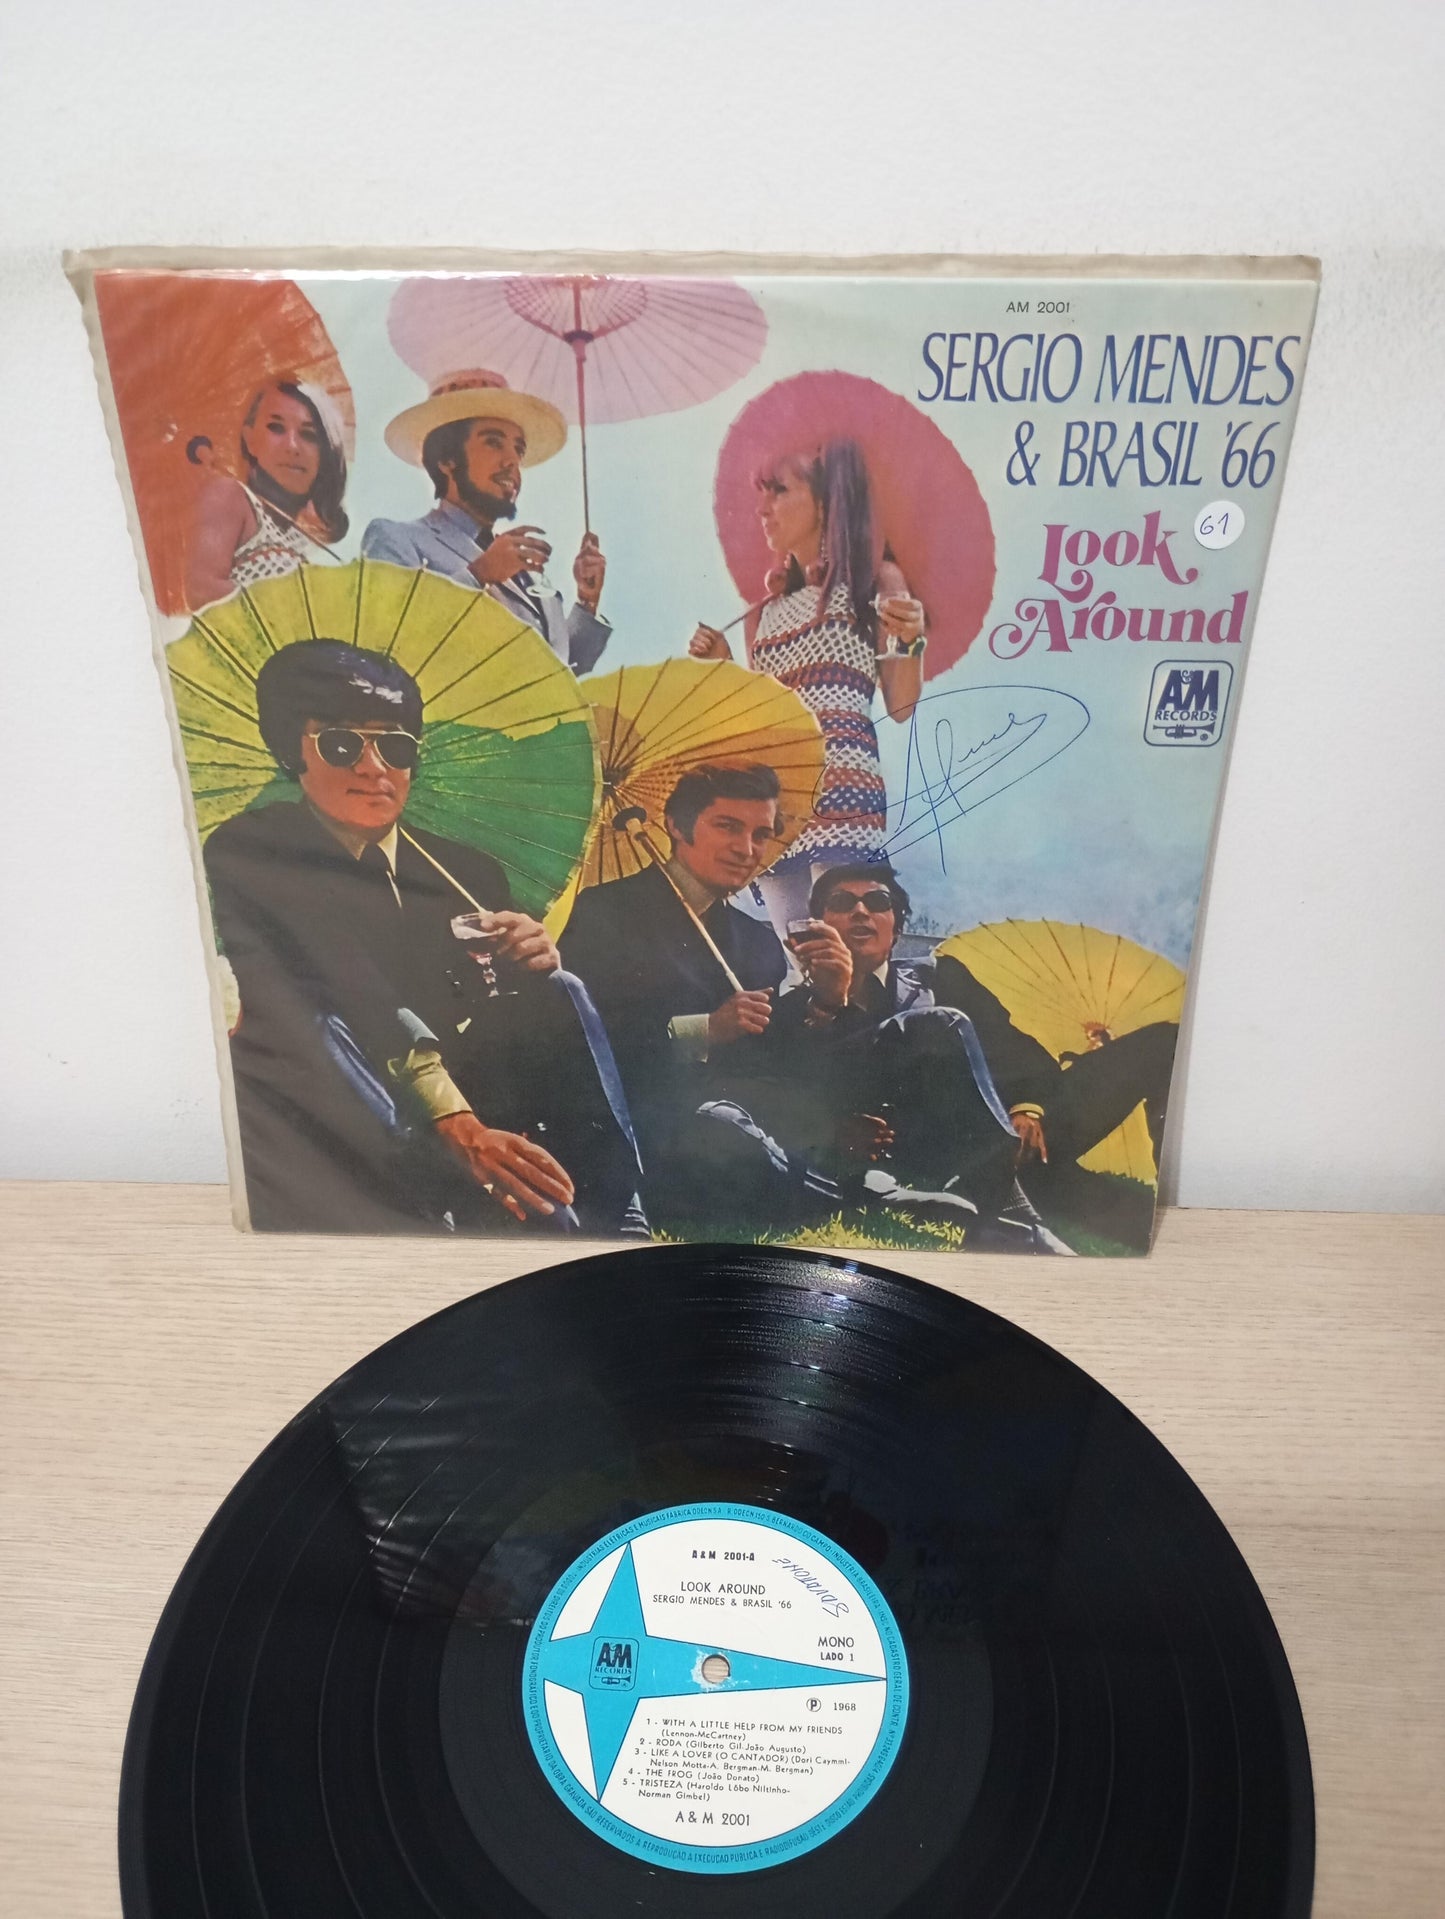 AM 2001
SERGIO MENDES
& BRASIL '66
61
Look
Around
A&M
RECORDS
A & M 2001-A
LOOK AROUND
SERGIO MENDES & BRASIL '66
MONO
LADO 1
A&M
RECORDS
Ⓟ 1968
1 - WITH A LITTLE HELP FROM MY FRIENDS
(Lennon-McCartney)
2 - RODA (Gilberto Gil-João Augusto)
3 - LIKE A LOVER (O CANTADOR) (Dori Caymmi-
Nelson Motta-A. Bergman-M. Bergman)
4 - THE FROG (João Donato)
5 - TRISTEZA (Haroldo Lôbo Niltinho-
Norman Gimbel)
A & M 2001